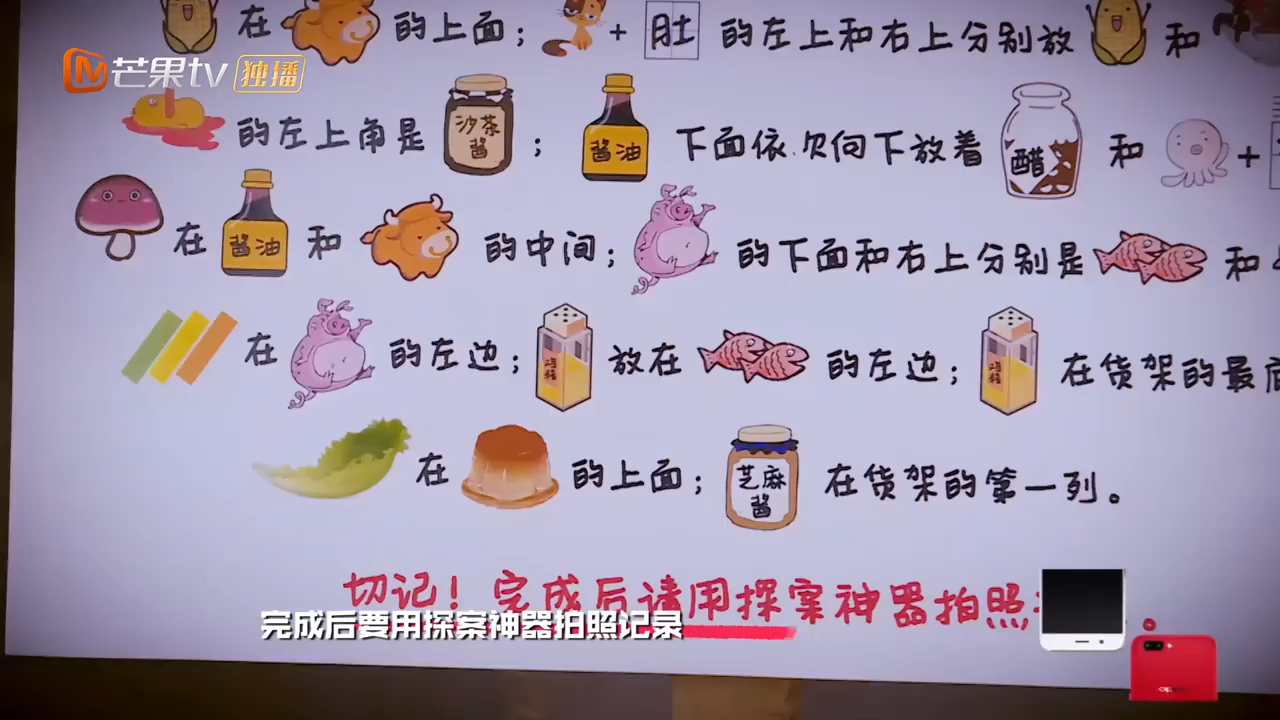 在 的上面； + 肚 的左上和右上分别放 和
芒果tv 独播
的左上角是 沙茶酱 ； 酱油 下面依次向下放着 醋 和 +
在 酱油 和 的中间； 的下面和右上分别是 和
在 的左边； 鸡精 放在 的左边； 鸡精 在货架的最底
在 的上面； 芝麻酱 在货架的第一列。
切记！完成后请用探案神器拍照
完成后要用探案神器拍照记录